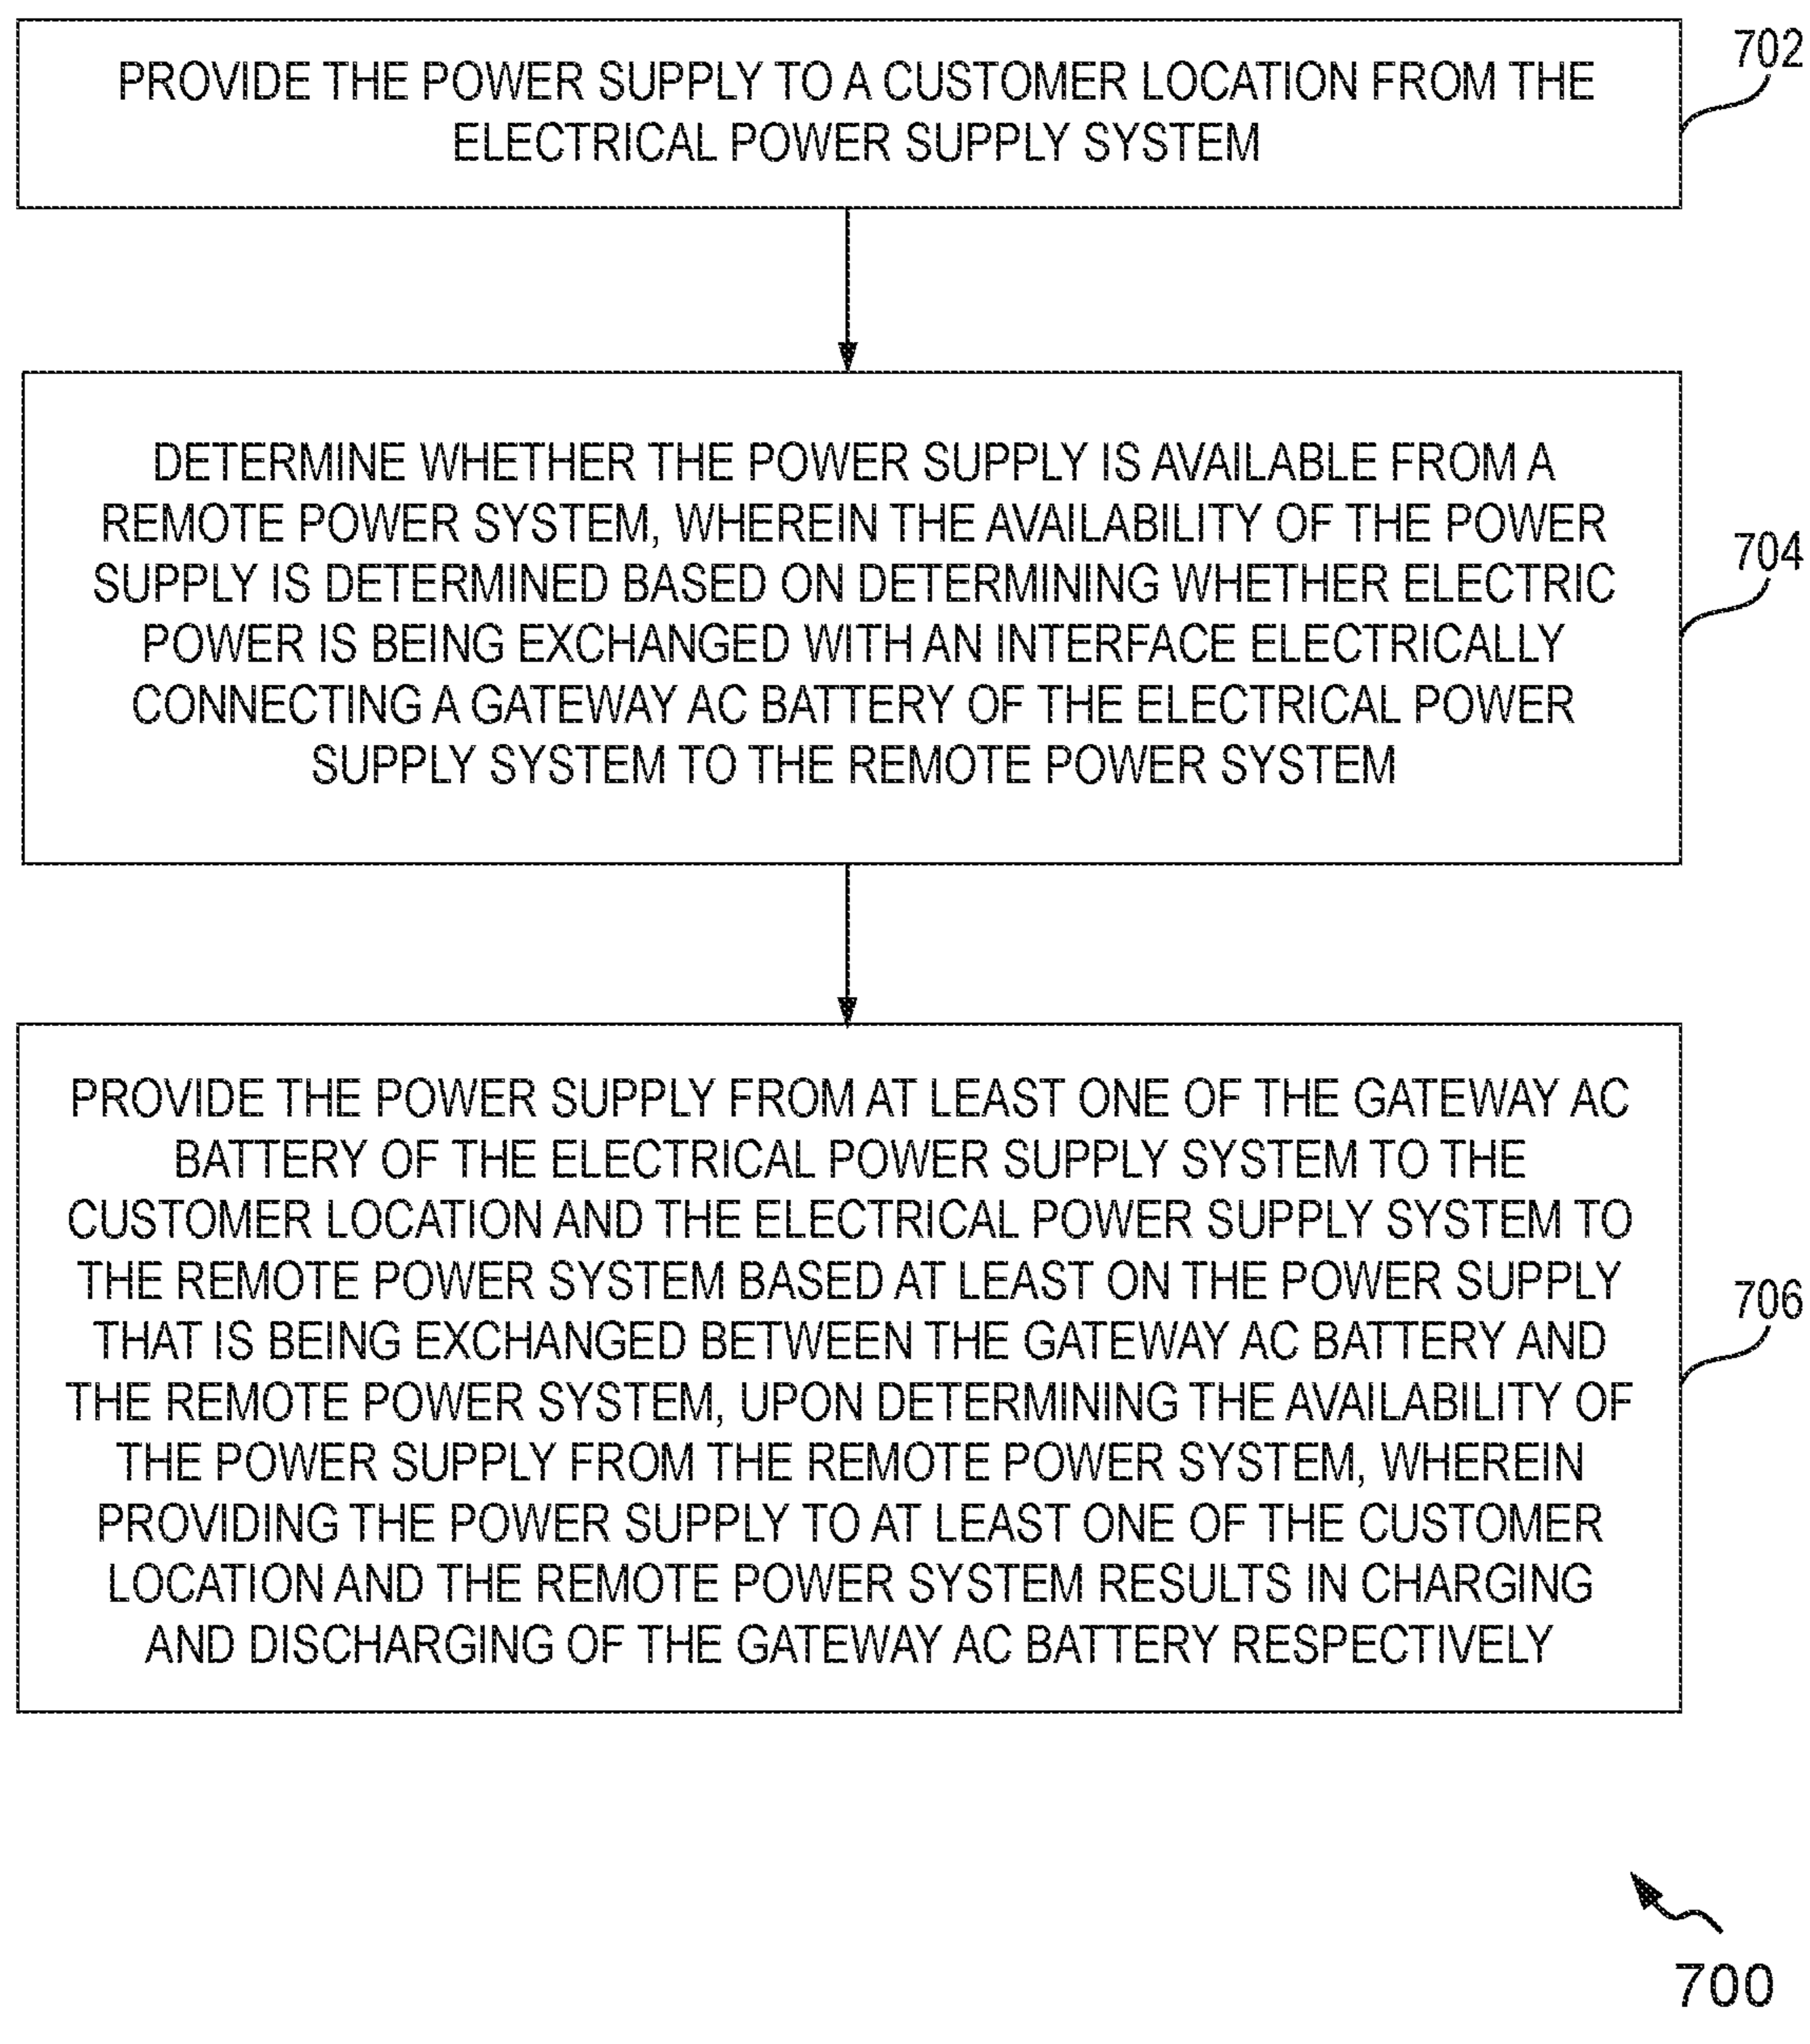 PROVIDE THE POWER SUPPLY TO A CUSTOMER LOCATION FROM THE
ELECTRICAL POWER SUPPLY SYSTEM
702
DETERMINE WHETHER THE POWER SUPPLY IS AVAILABLE FROM A
REMOTE POWER SYSTEM, WHEREIN THE AVAILABILITY OF THE POWER
SUPPLY IS DETERMINED BASED ON DETERMINING WHETHER ELECTRIC
POWER IS BEING EXCHANGED WITH AN INTERFACE ELECTRICALLY
CONNECTING A GATEWAY AC BATTERY OF THE ELECTRICAL POWER
SUPPLY SYSTEM TO THE REMOTE POWER SYSTEM
704
PROVIDE THE POWER SUPPLY FROM AT LEAST ONE OF THE GATEWAY AC
BATTERY OF THE ELECTRICAL POWER SUPPLY SYSTEM TO THE
CUSTOMER LOCATION AND THE ELECTRICAL POWER SUPPLY SYSTEM TO
THE REMOTE POWER SYSTEM BASED AT LEAST ON THE POWER SUPPLY
THAT IS BEING EXCHANGED BETWEEN THE GATEWAY AC BATTERY AND
THE REMOTE POWER SYSTEM, UPON DETERMINING THE AVAILABILITY OF
THE POWER SUPPLY FROM THE REMOTE POWER SYSTEM, WHEREIN
PROVIDING THE POWER SUPPLY TO AT LEAST ONE OF THE CUSTOMER
LOCATION AND THE REMOTE POWER SYSTEM RESULTS IN CHARGING
AND DISCHARGING OF THE GATEWAY AC BATTERY RESPECTIVELY
706
700